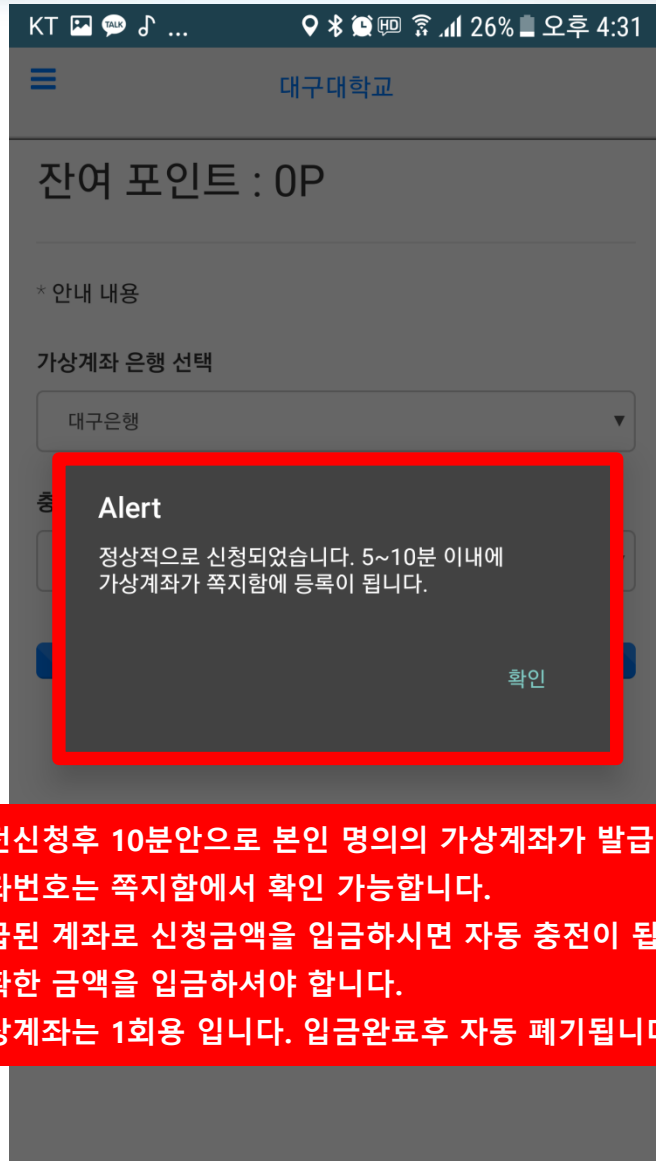 KT TALK ... HD 26% 오후 4:31
대구대학교
잔여 포인트 : 0P
* 안내 내용
가상계좌 은행 선택
대구은행
Alert
정상적으로 신청되었습니다. 5~10분 이내에
가상계좌가 쪽지함에 등록이 됩니다.
확인
전신청후 10분안으로 본인 명의의 가상계좌가 발급
좌번호는 쪽지함에서 확인 가능합니다.
급된 계좌로 신청금액을 입금하시면 자동 충전이 됩
확한 금액을 입금하셔야 합니다.
상계좌는 1회용 입니다. 입금완료후 자동 폐기됩니다